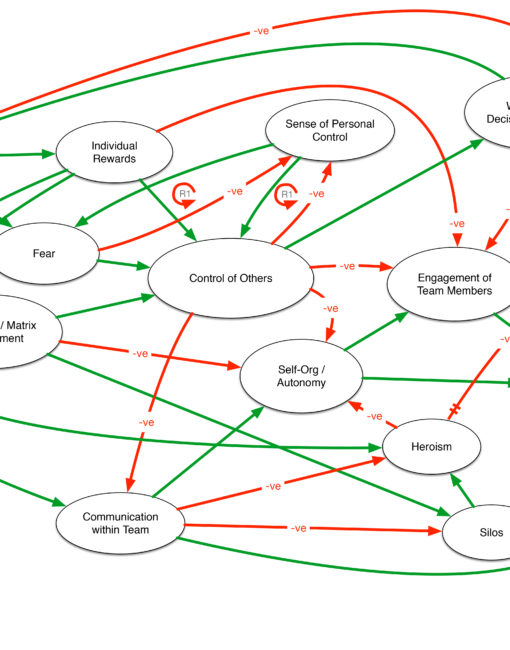 -ve
W
Decis
Sense of Personal
Control
Individual
Rewards
R1
-ve
R1
-ve
-ve
-
Fear
Control of Others
-ve
Engagement of
Team Members
-ve
/ Matrix
ment
-ve
-v
Self-Org /
Autonomy
-ve
-ve
Heroism
-ve
Communication
within Team
-ve
Silos